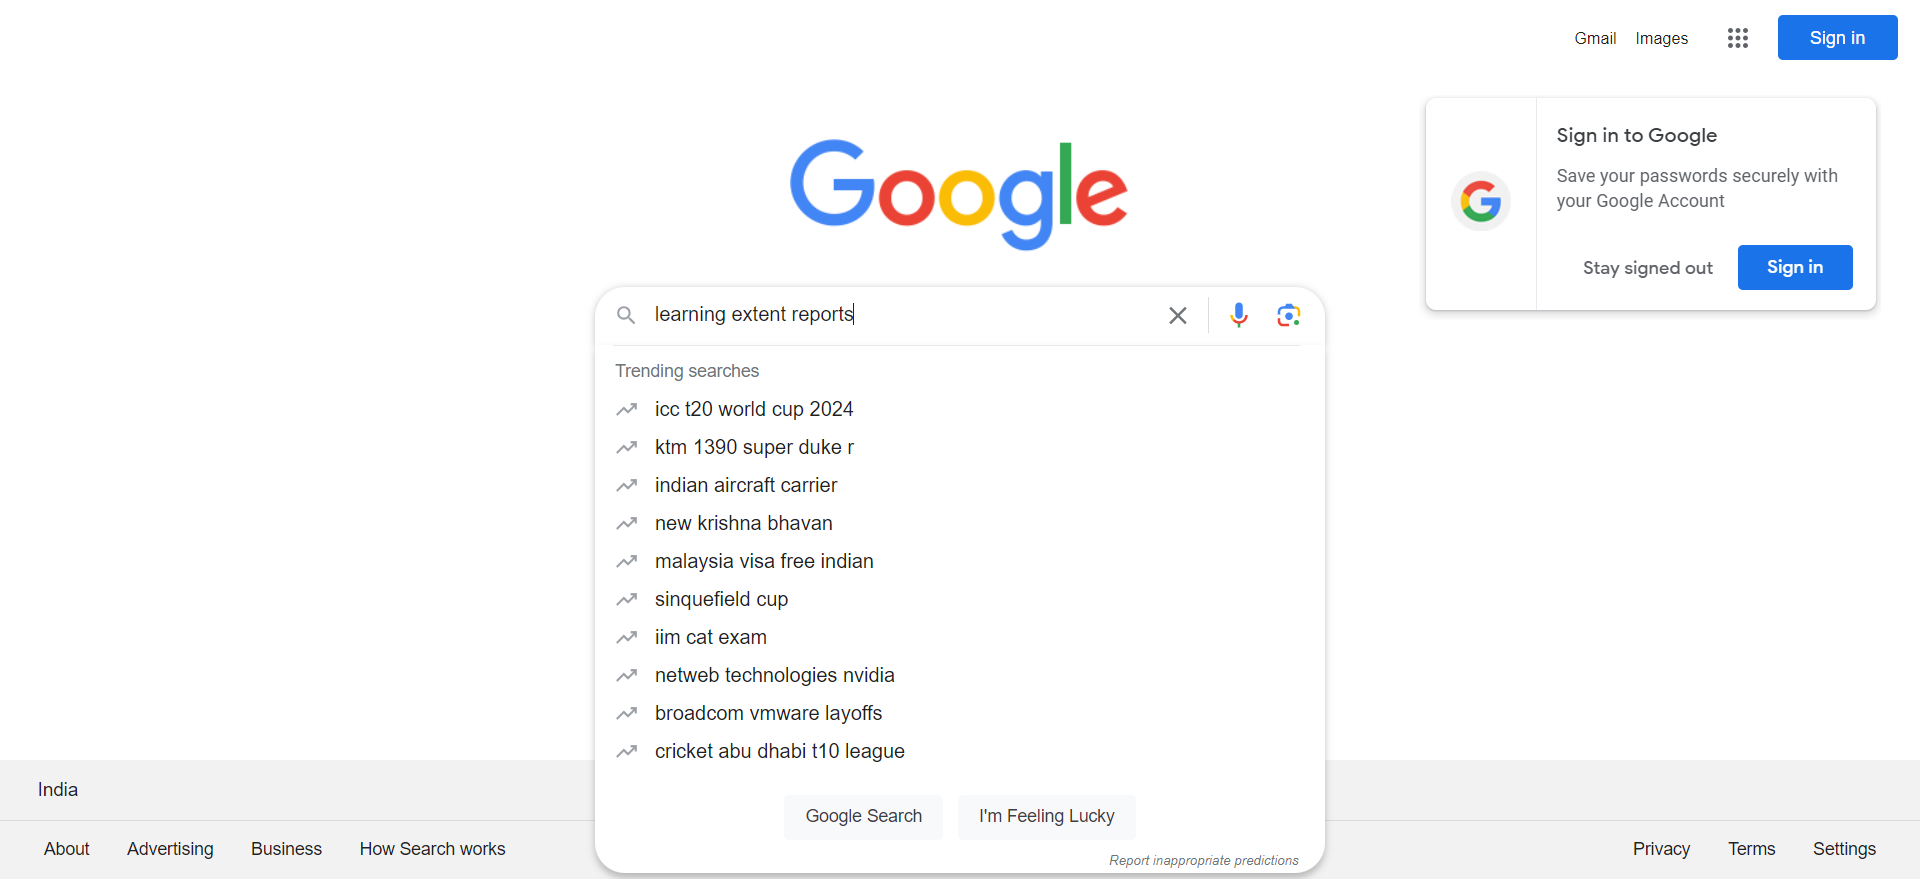 Gmail Images Sign in
Google
Sign in to Google
Save your passwords securely with
your Google Account
Stay signed out Sign in
learning extent reports
Trending searches
icc t20 world cup 2024
ktm 1390 super duke r
indian aircraft carrier
new krishna bhavan
malaysia visa free indian
sinquefield cup
iim cat exam
netweb technologies nvidia
broadcom vmware layoffs
cricket abu dhabi t10 league
Google Search I'm Feeling Lucky
Report inappropriate predictions
India
About Advertising Business How Search works Privacy Terms Settings